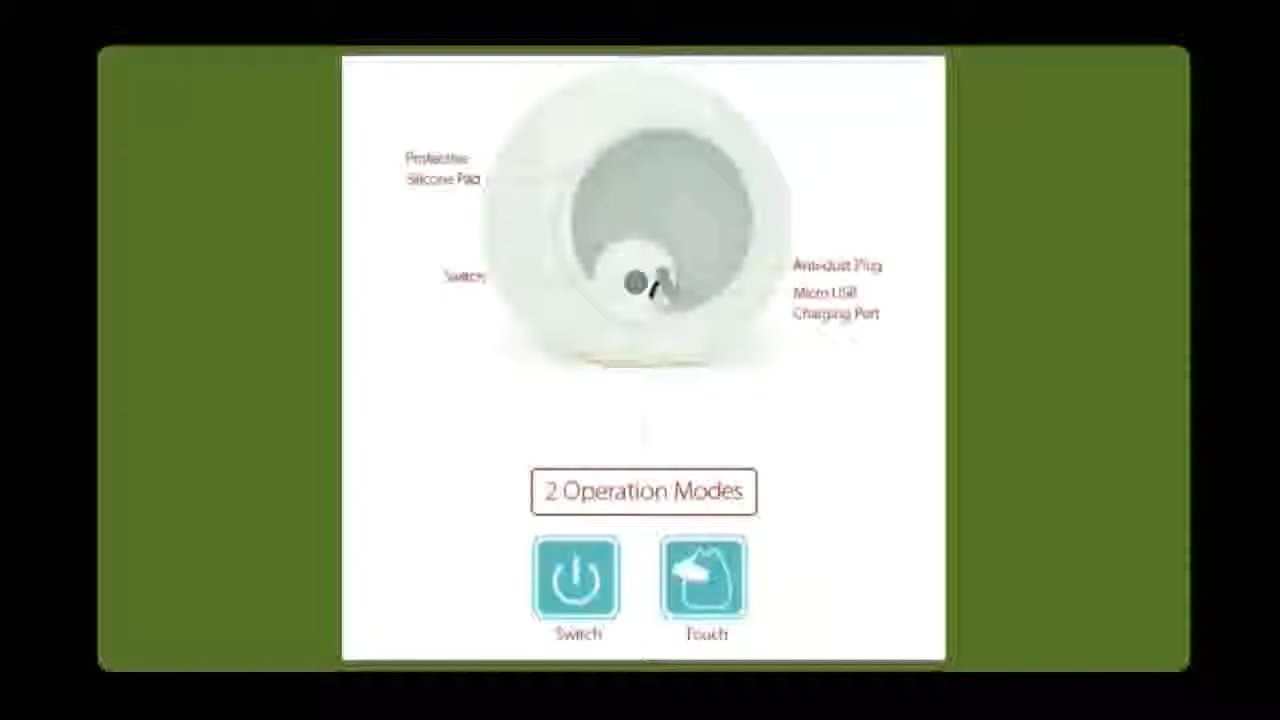 Protective
Silicone Pad
Switch
Anti-dust Plug
Micro USB
Charging Port
2 Operation Modes
Switch
Touch